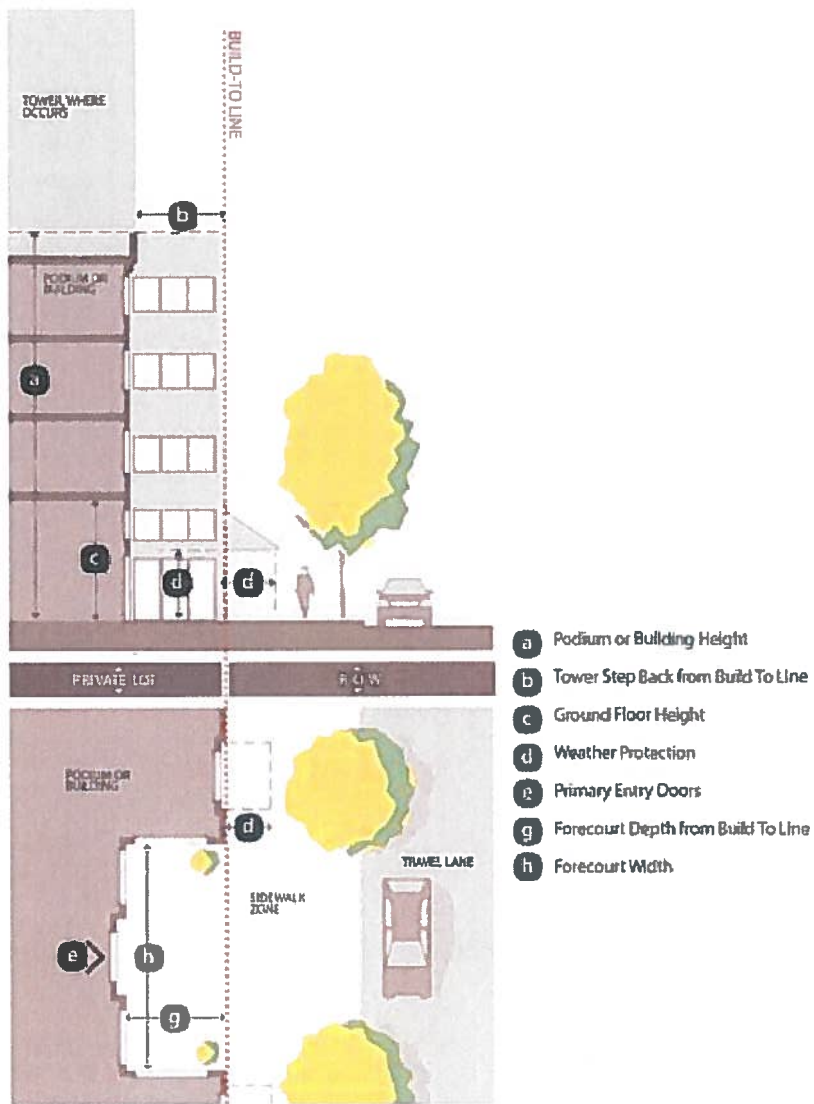 TOWER WHERE
OCCURS
BUILD-TO LINE
b
PODIUM OR
BUILDING
a
c
d
d
PRIVATE LOT
R.O.W
PODIUM OR
BUILDING
d
TRAVEL LANE
SIDEWALK
ZONE
e
h
g
a Podium or Building Height
b Tower Step Back from Build To Line
c Ground Floor Height
d Weather Protection
e Primary Entry Doors
g Forecourt Depth from Build To Line
h Forecourt Width